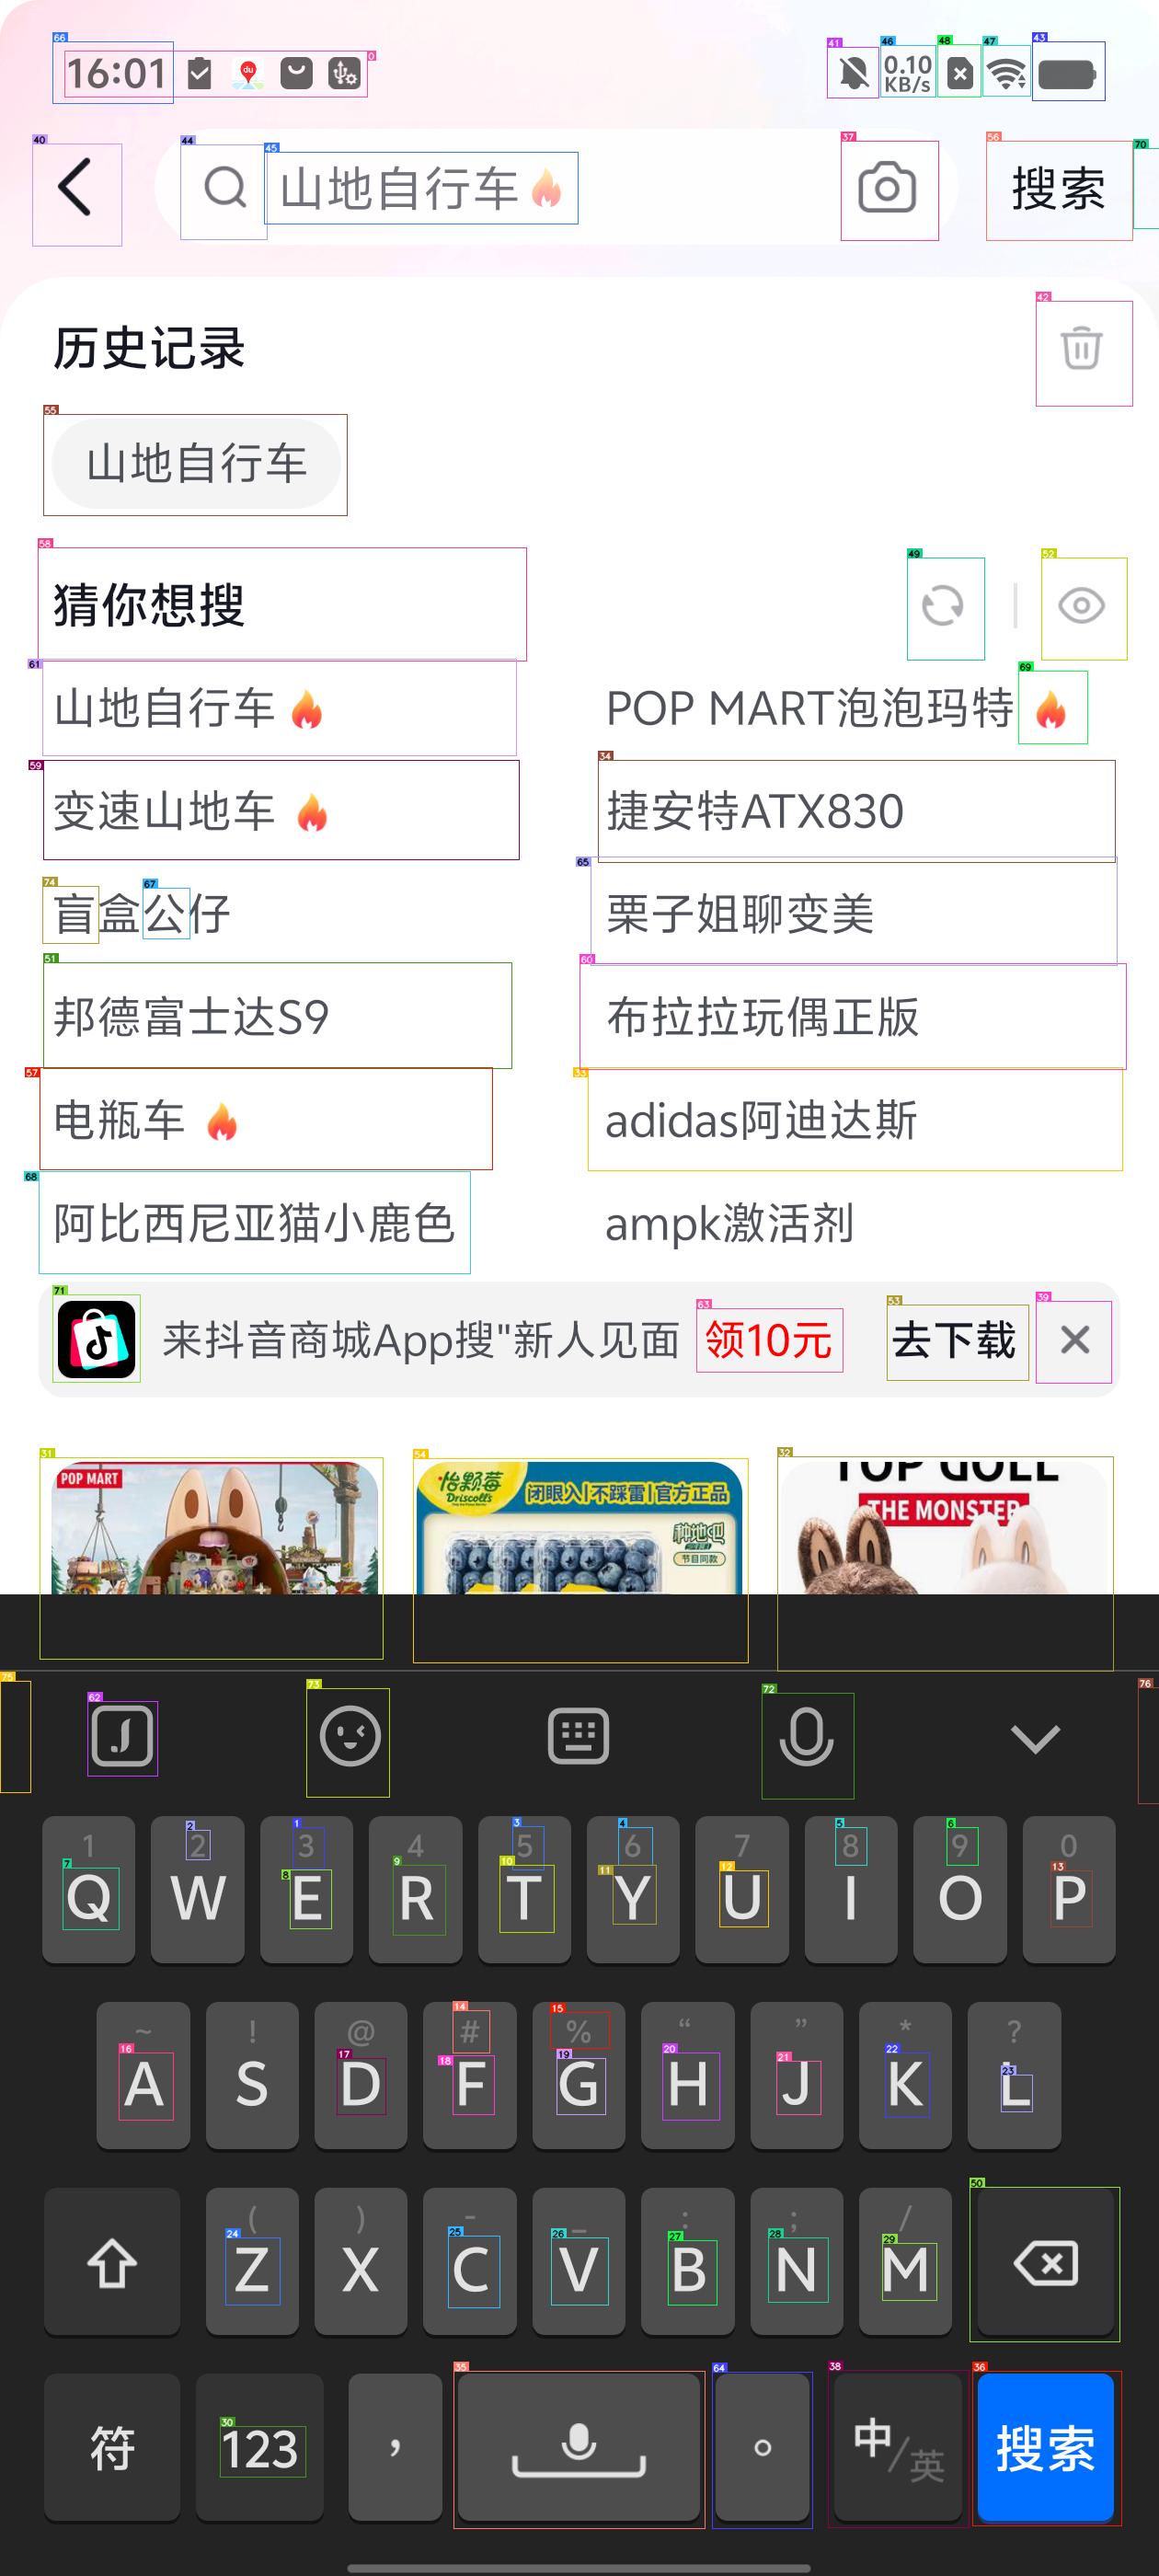 16:01
0.10 KB/s
山地自行车🔥
搜索
历史记录
山地自行车
猜你想搜
山地自行车🔥
POP MART泡泡玛特🔥
变速山地车🔥
捷安特ATX830
盲盒公仔
栗子姐聊变美
邦德富士达S9
布拉拉玩偶正版
电瓶车🔥
adidas阿迪达斯
阿比西尼亚猫小鹿色
ampk激活剂
来抖音商城App搜"新人见面 领10元 去下载
POP MART
怡颗莓
Driscoll's
闭眼入|不踩雷|官方正品
种地吧
节目同款
THE MONSTER
1 2 3 4 5 6 7 8 9 0
Q W E R T Y U I O P
~ ! @ # % “ ” * ?
A S D F G H J K L
( ) - _ : ; /
Z X C V B N M
符 123 , 。 中/英 搜索